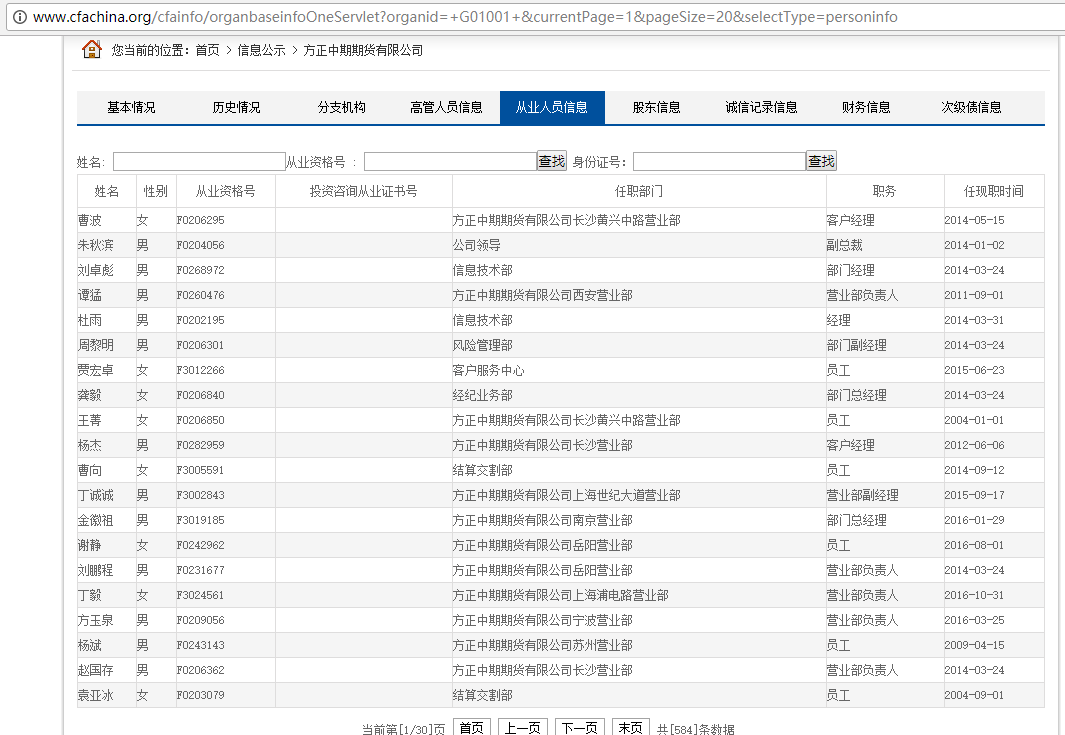 www.cfachina.org/cfainfo/organbaseinfoOneServlet?organid=+G01001+&currentPage=1&pageSize=20&selectType=personinfo
您当前的位置：首页 > 信息公示 > 方正中期期货有限公司
基本情况 历史情况 分支机构 高管人员信息 从业人员信息 股东信息 诚信记录信息 财务信息 次级债信息
姓名: 从业资格号 : 查找 身份证号: 查找
姓名 性别 从业资格号 投资咨询从业证书号 任职部门 职务 任现职时间
曹波 女 F0206295 方正中期期货有限公司长沙黄兴中路营业部 客户经理 2014-05-15
朱秋滨 男 F0204056 公司领导 副总裁 2014-01-02
刘卓彪 男 F0268972 信息技术部 部门经理 2014-03-24
谭猛 男 F0260476 方正中期期货有限公司西安营业部 营业部负责人 2011-09-01
杜雨 男 F0202195 信息技术部 经理 2014-03-31
周黎明 男 F0206301 风险管理部 部门副经理 2014-03-24
贾宏卓 女 F3012266 客户服务中心 员工 2015-06-23
龚毅 女 F0206840 经纪业务部 部门总经理 2014-03-24
王菁 女 F0206850 方正中期期货有限公司长沙黄兴中路营业部 员工 2004-01-01
杨杰 男 F0282959 方正中期期货有限公司长沙营业部 客户经理 2012-06-06
曹向 女 F3005591 结算交割部 员工 2014-09-12
丁诚诚 男 F3002843 方正中期期货有限公司上海世纪大道营业部 营业部副经理 2015-09-17
金徽祖 男 F3019185 方正中期期货有限公司南京营业部 部门总经理 2016-01-29
谢静 女 F0242962 方正中期期货有限公司岳阳营业部 员工 2016-08-01
刘鹏程 男 F0231677 方正中期期货有限公司岳阳营业部 营业部负责人 2014-03-24
丁毅 女 F3024561 方正中期期货有限公司上海浦电路营业部 营业部负责人 2016-10-31
方玉泉 男 F0209056 方正中期期货有限公司宁波营业部 营业部负责人 2016-03-25
杨斌 男 F0243143 方正中期期货有限公司苏州营业部 员工 2009-04-15
赵国存 男 F0206362 方正中期期货有限公司长沙营业部 营业部负责人 2014-03-24
袁亚冰 女 F0203079 结算交割部 员工 2004-09-01
当前第[1/30]页 首页 上一页 下一页 末页 共[584]条数据